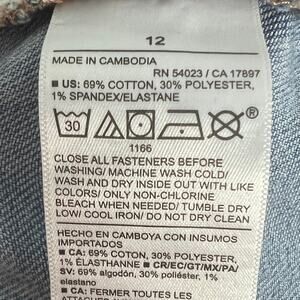 12
MADE IN CAMBODIA
RN 54023 / CA 17897
■ US: 69% COTTON, 30% POLYESTER,
1% SPANDEX/ELASTANE
30
1166
CLOSE ALL FASTENERS BEFORE
WASHING/ MACHINE WASH COLD/
WASH AND DRY INSIDE OUT WITH LIKE
COLORS/ ONLY NON-CHLORINE
BLEACH WHEN NEEDED/ TUMBLE DRY
LOW/ COOL IRON/ DO NOT DRY CLEAN
HECHO EN CAMBOYA CON INSUMOS
IMPORTADOS
■ CA: 69% COTTON, 30% POLYESTER,
1% ÉLASTHANNE ■ CR/EC/GT/MX/PA/
SV: 69% algodón, 30% poliéster, 1%
elastano
■ CA: FERMER TOUTES LES